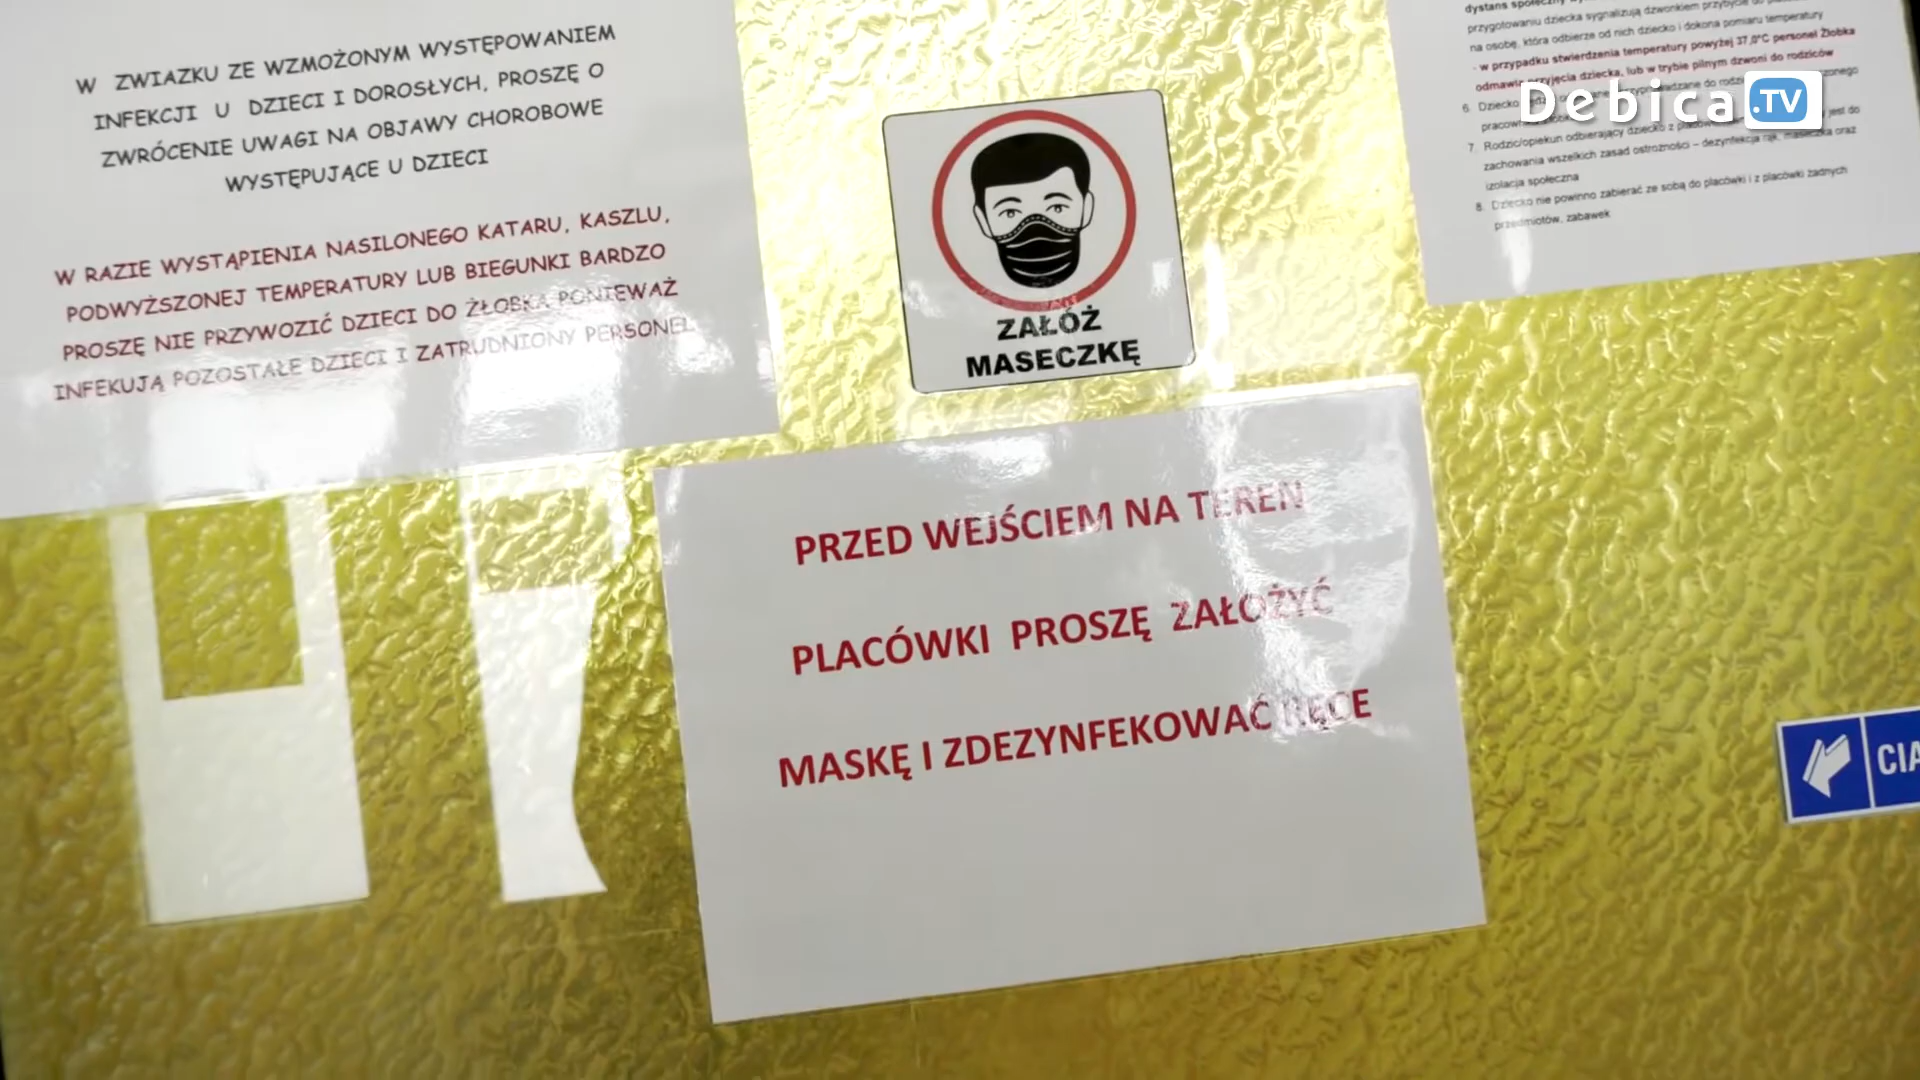 W ZWIAZKU ZE WZMOŻONYM WYSTĘPOWANIEM
INFEKCJI U DZIECI I DOROSŁYCH, PROSZĘ O
ZWRÓCENIE UWAGI NA OBJAWY CHOROBOWE
WYSTĘPUJĄCE U DZIECI
W RAZIE WYSTĄPIENIA NASILONEGO KATARU, KASZLU,
PODWYŻSZONEJ TEMPERATURY LUB BIEGUNKI BARDZO
PROSZĘ NIE PRZYWOZIĆ DZIECI DO ŻŁOBKA PONIEWAŻ
INFEKUJĄ POZOSTAŁE DZIECI I ZATRUDNIONY PERSONEL
ZAŁÓŻ
MASECZKĘ
PRZED WEJŚCIEM NA TEREN
PLACÓWKI PROSZĘ ZAŁOŻYĆ
MASKĘ I ZDEZYNFEKOWAĆ RĘCE
dystans społeczny
przygotowaniu dziecka sygnalizują dzwonkiem przybycie do
na osobę, która odbierze od nich dziecko i dokona pomiaru temperatury
- w przypadku stwierdzenia temperatury powyżej 37,0°C personel Żłobka
odmawia przyjęcia dziecka, lub w trybie pilnym dzwoni do rodziców
6. Dziecko
7. Rodzic/opiekun odbierający dziecko z placówki jest do
zachowania wszelkich zasad ostrożności – dezynfekcja rąk, maseczka oraz
izolacja społeczna
8. Dziecko nie powinno zabierać ze sobą do placówki i z placówki żadnych
przedmiotów, zabawek
Debica.TV
CIĄ